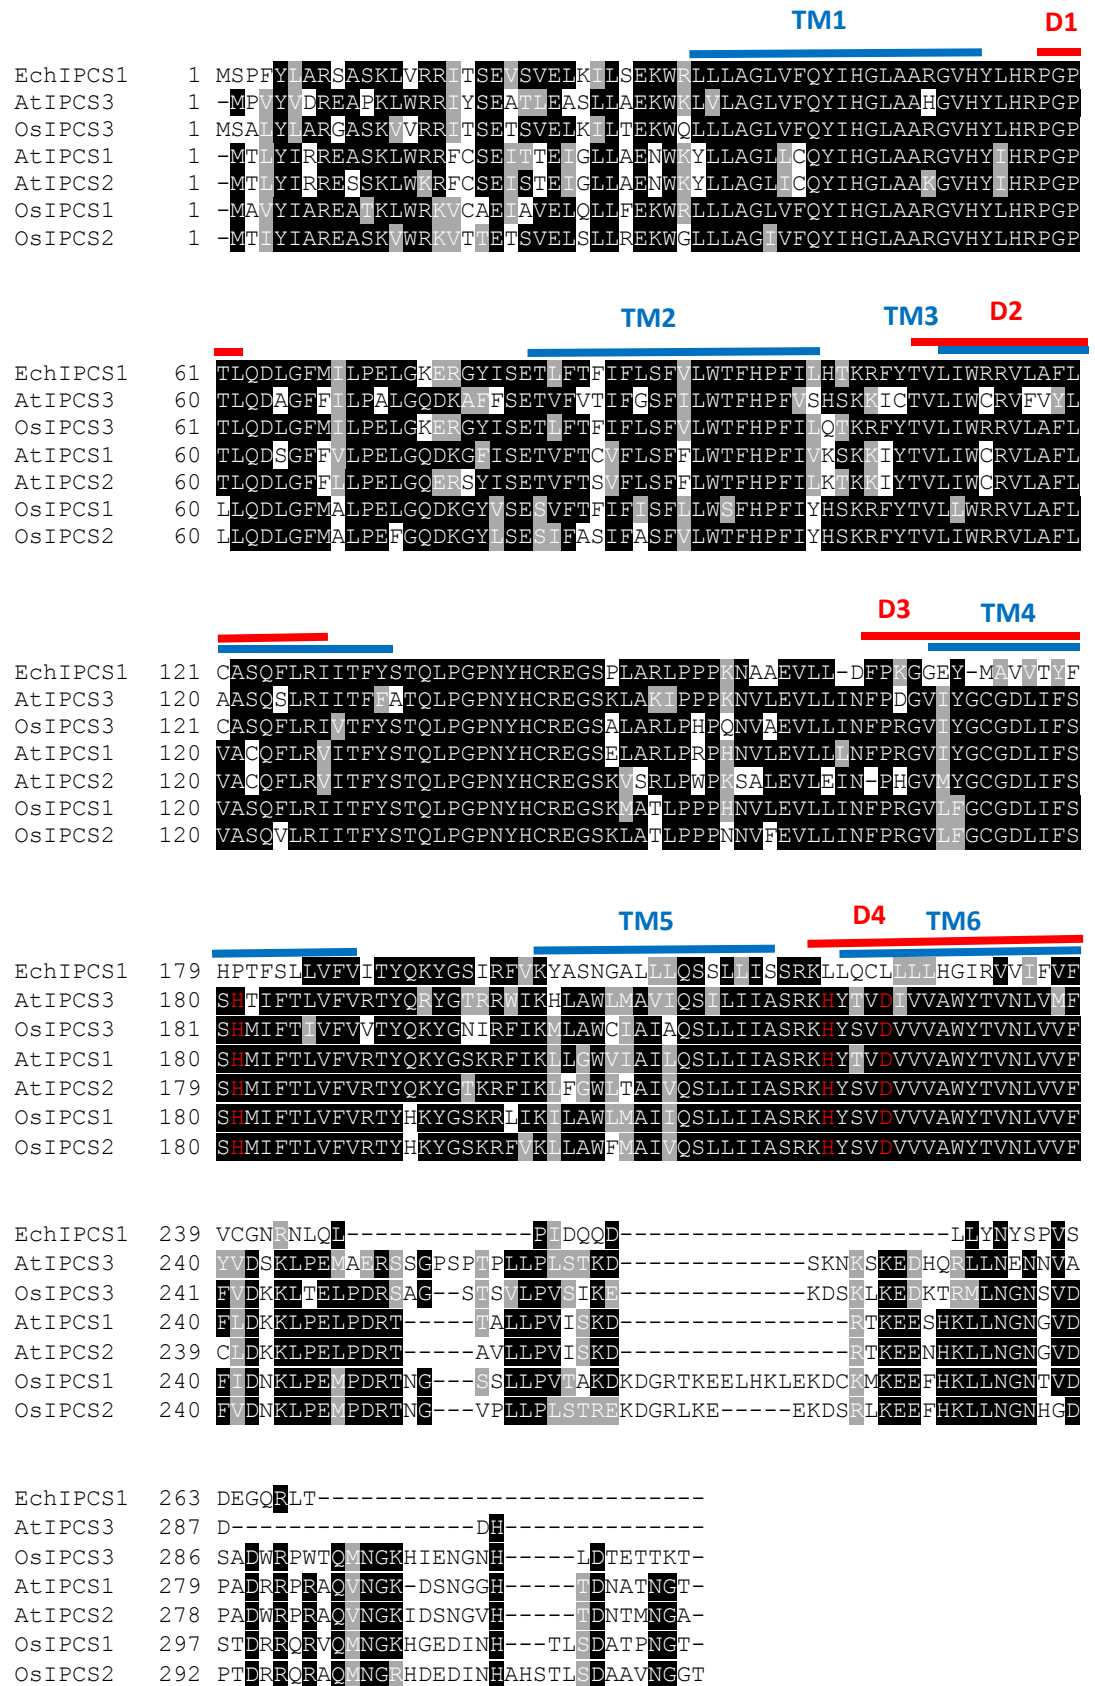 TM1 D1
EchIPCS1 1 MSPFYLARSASKLVRRITSEVSVELKILSEKWRLLLAGLVFQYIHGLAARGVHYLHRPGP
AtIPCS3 1 -MPVYVDREAPKLWRRIYSEATLEASLLAEKWKLVLAGLVFQYIHGLAAHGVHYLHRPGP
OsIPCS3 1 MSALYLARGASKVVRRITSETSVELKILTEKWQLLLAGLVFQYIHGLAARGVHYLHRPGP
AtIPCS1 1 -MTLYIRREASKLWRRFCSEITTEIGLLAENWKYLLAGLLCQYIHGLAARGVHYIHRPGP
AtIPCS2 1 -MTLYIRRESSKLWKRFCSEISTEIGLLAENWKYLLAGLICQYIHGLAAKGVHYIHRPGP
OsIPCS1 1 -MAVYIAREATKLWRKVCAEIAVELQLLFEKWRLLLAGLVFQYIHGLAARGVHYLHRPGP
OsIPCS2 1 -MTIYIAREASKVWRKVTTETSVELSLLREKWGLLLAGIVFQYIHGLAARGVHYLHRPGP
TM2 TM3 D2
EchIPCS1 61 TLQDLGFMILPELGKERGYISETLFTFIFLSFVLWTFHPFILHTKRFYTVLIWRRVLAFL
AtIPCS3 60 TLQDAGFFILPALGQDKAFFSETVFVTIFGSFILWTFHPFVSHSKKICTVLIWCRVFVYL
OsIPCS3 61 TLQDLGFMILPELGKERGYISETLFTFIFLSFVLWTFHPFILQTKRFYTVLIWRRVLAFL
AtIPCS1 60 TLQDSGFFVLPELGQDKGFISETVFTCVFLSFFLWTFHPFIVKSKKIYTVLIWCRVLAFL
AtIPCS2 60 TLQDLGFFLLPELGQERSYISETVFTSVFLSFFLWTFHPFILKTKKIYTVLIWCRVLAFL
OsIPCS1 60 LLQDLGFMALPELGQDKGYVSESVFTFIFISFLLWSFHPFIYHSKRFYTVLLWRRVLAFL
OsIPCS2 60 LLQDLGFMALPEFGQDKGYLSESIFASIFASFVLWTFHPFIYHSKRFYTVLIWRRVLAFL
D3 TM4
EchIPCS1 121 CASQFLRIITFYSTQLPGPNYHCREGSPLARLPPPKNAAEVLL-DFPKGGEY-MAVVTYF
AtIPCS3 120 AASQSLRIITFFATQLPGPNYHCREGSKLAKIPPPKNVLEVLLINFPDGVIYGCGDLIFS
OsIPCS3 121 CASQFLRIVTFYSTQLPGPNYHCREGSALARLPHPQNVAEVLLINFPRGVIYGCGDLIFS
AtIPCS1 120 VACQFLRVITFYSTQLPGPNYHCREGSELARLPRPHNVLEVLLLNFPRGVIYGCGDLIFS
AtIPCS2 120 VACQFLRVITFYSTQLPGPNYHCREGSKVSRLPWPKSALEVLEIN-PHGVMYGCGDLIFS
OsIPCS1 120 VASQFLRIITFYSTQLPGPNYHCREGSKMATLPPPHNVLEVLLINFPRGVLFGCGDLIFS
OsIPCS2 120 VASQVLRIITFYSTQLPGPNYHCREGSKLATLPPPNNVFEVLLINFPRGVLFGCGDLIFS
TM5 D4 TM6
EchIPCS1 179 HPTFSLLVFVITYQKYGSIRFVKYASNGALLLQSSLLISSRKLLQCLLLLHGIRVVIFVF
AtIPCS3 180 SHTIFTLVFVRTYQRYGTRRWIKHLAWLMAVIQSILIIASRKHYTVDIVVAWYTVNLVMF
OsIPCS3 181 SHMIFTIVFVVTYQKYGNIRFIKMLAWCIAIAQSLLIIASRKHYSVDVVVAWYTVNLVVF
AtIPCS1 180 SHMIFTLVFVRTYQKYGSKRFIKLLGWVIAILQSLLIIASRKHYTVDVVVAWYTVNLVVF
AtIPCS2 179 SHMIFTLVFVRTYQKYGTKRFIKLFGWLTAIVQSLLIIASRKHYSVDVVVAWYTVNLVVF
OsIPCS1 180 SHMIFTLVFVRTYHKYGSKRLIKILAWLMAIIQSLLIIASRKHYSVDVVVAWYTVNLVVF
OsIPCS2 180 SHMIFTLVFVRTYHKYGSKRFVKLLAWFMAIVQSLLIIASRKHYSVDVVVAWYTVNLVVF
EchIPCS1 239 VCGNRNLQL-------------PIDQQD-----------------------LLYNYSPVS
AtIPCS3 240 YVDSKLPEMAERSSGPSPTPLLPLSTKD-------------SKNKSKEDHQRLLNENNVA
OsIPCS3 241 FVDKKLTELPDRSAG--STSVLPVSIKE-------------KDSKLKEDKTRMLNGNSVD
AtIPCS1 240 FLDKKLPELPDRT-----TALLPVISKD----------------RTKEESHKLLNGNGVD
AtIPCS2 239 CLDKKLPELPDRT-----AVLLPVISKD----------------RTKEENHKLLNGNGVD
OsIPCS1 240 FIDNKLPEMPDRTNG---SSLLPVTAKDKDGRTKEELHKLEKDCKMKEEFHKLLNGNTVD
OsIPCS2 240 FVDNKLPEMPDRTNG---VPLLPLSTREKDGRLKE-----EKDSRLKEEFHKLLNGNHGD
EchIPCS1 263 DEGQRLT---------------------------
AtIPCS3 287 D-----------------DH--------------
OsIPCS3 286 SADWRPWTQMNGKHIENGNH-----LDTETTKT-
AtIPCS1 279 PADRRPRAQVNGK-DSNGGH-----TDNATNGT-
AtIPCS2 278 PADWRPRAQVNGKIDSNGVH-----TDNTMNGA-
OsIPCS1 297 STDRRQRVQMNGKHGEDINH---TLSDATPNGT-
OsIPCS2 292 PTDRRQRAQMNGRHDEDINHAHSTLSDAAVNGGT